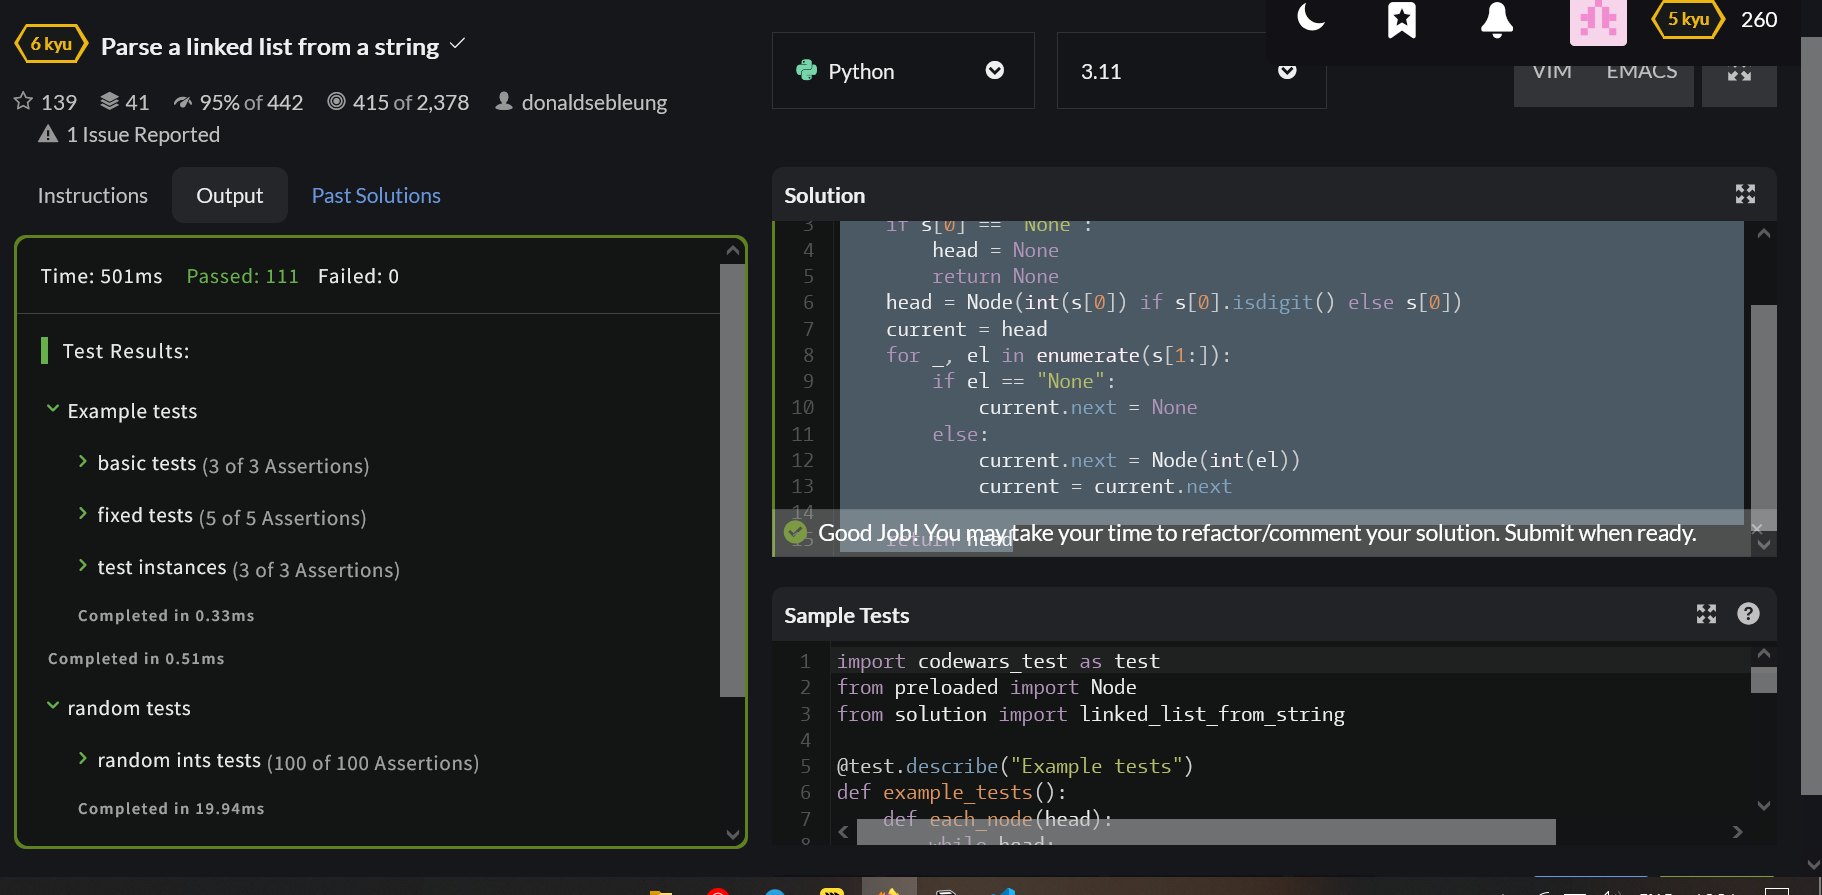 6 kyu Parse a linked list from a string
139 41 95% of 442 415 of 2,378 donaldsebleung
1 Issue Reported
Instructions Output Past Solutions
Time: 501ms Passed: 111 Failed: 0
Test Results:
Example tests
basic tests (3 of 3 Assertions)
fixed tests (5 of 5 Assertions)
test instances (3 of 3 Assertions)
Completed in 0.33ms
Completed in 0.51ms
random tests
random ints tests (100 of 100 Assertions)
Completed in 19.94ms
Python 3.11
5 kyu 260
VIM EMACS
Solution
3 if s[0] == "None":
4 head = None
5 return None
6 head = Node(int(s[0]) if s[0].isdigit() else s[0])
7 current = head
8 for _, el in enumerate(s[1:]):
9 if el == "None":
10 current.next = None
11 else:
12 current.next = Node(int(el))
13 current = current.next
14
15 return head
Good Job! You may take your time to refactor/comment your solution. Submit when ready.
Sample Tests
1 import codewars_test as test
2 from preloaded import Node
3 from solution import linked_list_from_string
4
5 @test.describe("Example tests")
6 def example_tests():
7 def each_node(head):
8 while head: